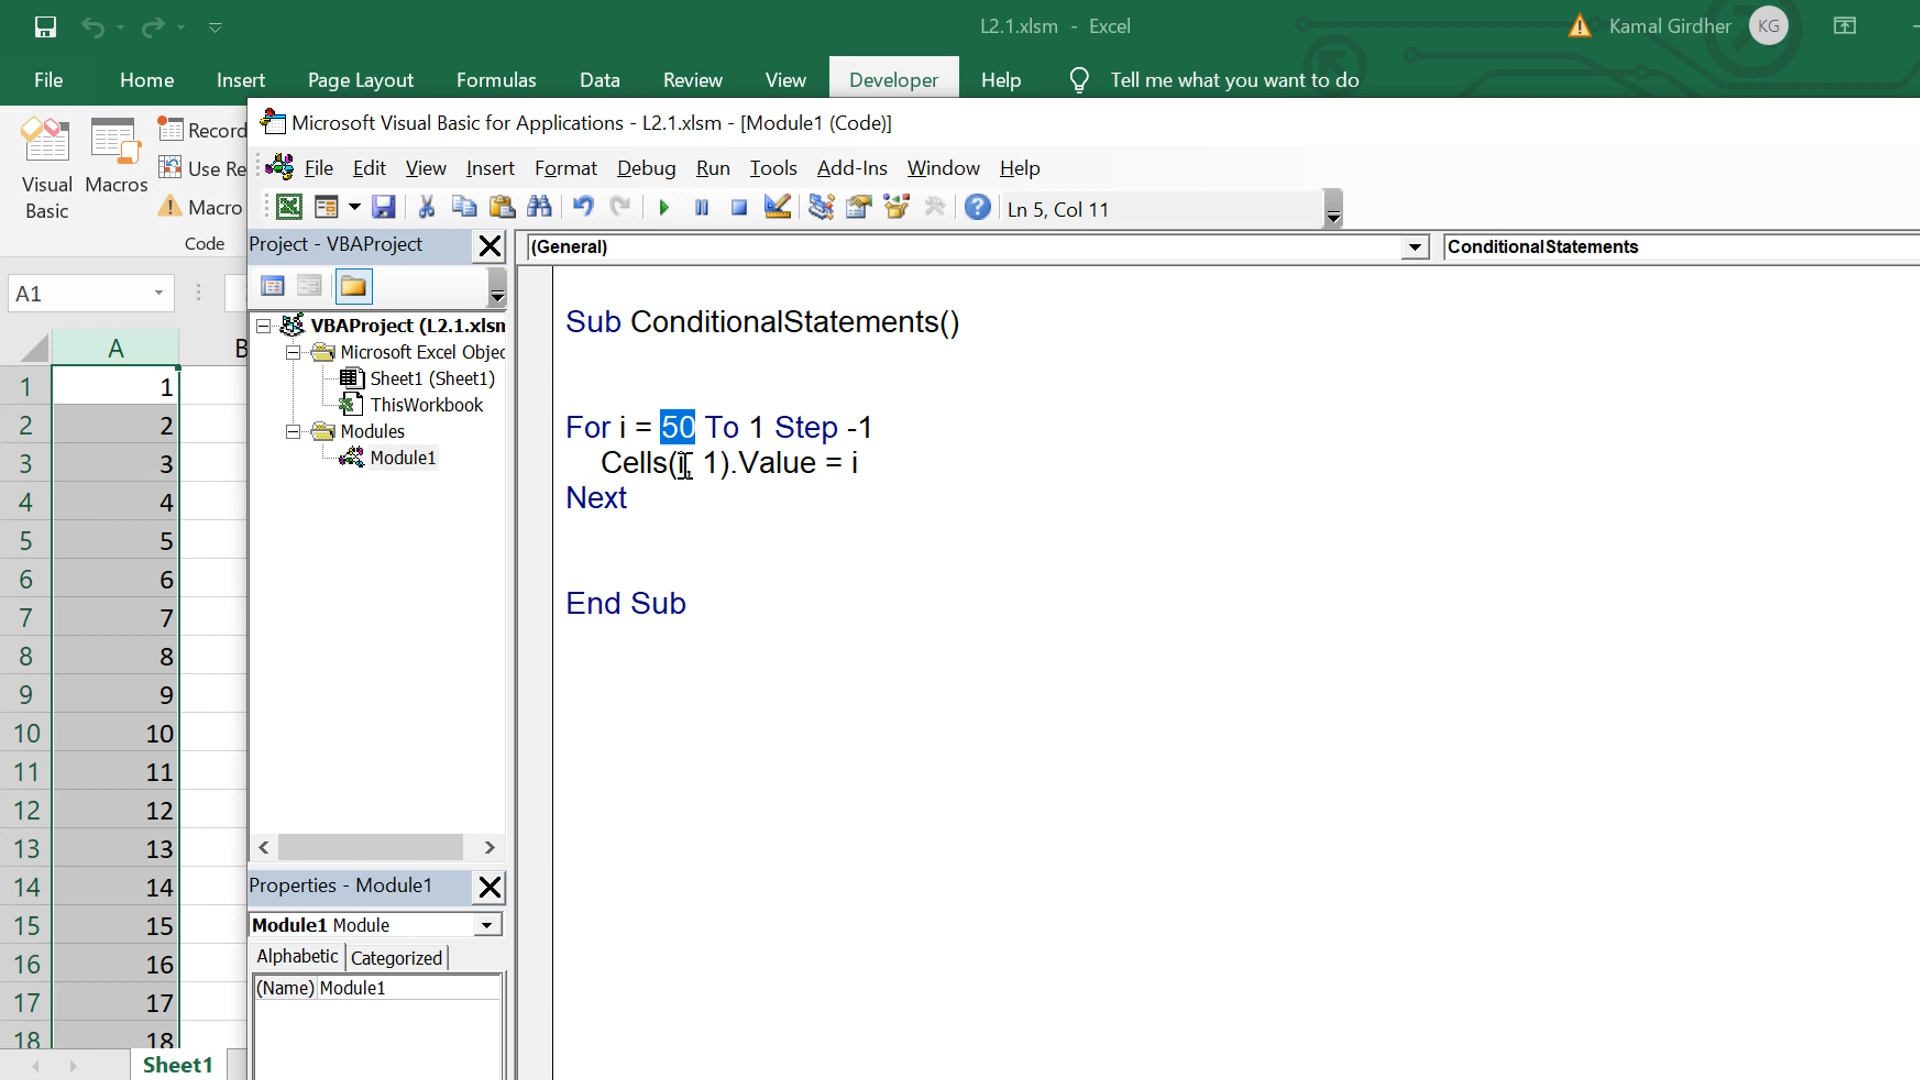 L2.1.xlsm - Excel
Kamal Girdher KG
File Home Insert Page Layout Formulas Data Review View Developer Help Tell me what you want to do
Visual Basic
Macros
Record
Use Re
Macro
Code
Microsoft Visual Basic for Applications - L2.1.xlsm - [Module1 (Code)]
File Edit View Insert Format Debug Run Tools Add-Ins Window Help
Ln 5, Col 11
Project - VBAProject
(General)
ConditionalStatements
A1
VBAProject (L2.1.xlsm
Microsoft Excel Objec
Sheet1 (Sheet1)
ThisWorkbook
Modules
Module1
A B
1 1
2 2
3 3
4 4
5 5
6 6
7 7
8 8
9 9
10 10
11 11
12 12
13 13
14 14
15 15
16 16
17 17
18 18
Sub ConditionalStatements()
For i = 50 To 1 Step -1
Cells(i, 1).Value = i
Next
End Sub
Properties - Module1
Module1 Module
Alphabetic Categorized
(Name) Module1
Sheet1